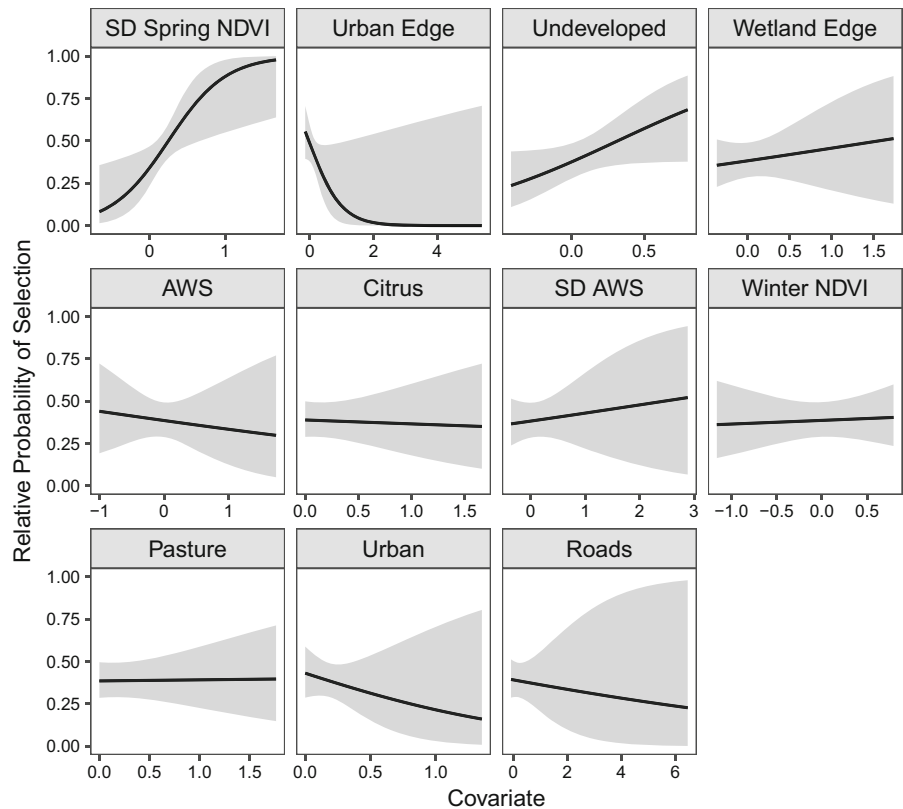 SD Spring NDVI
Urban Edge
Undeveloped
Wetland Edge
1.00
0.75
0.50
0.25
0.00
0 1
0 2 4
0.0 0.5
0.0 0.5 1.0 1.5
AWS
Citrus
SD AWS
Winter NDVI
1.00
0.75
0.50
0.25
0.00
−1 0 1
0.0 0.5 1.0 1.5
0 1 2 3
−1.0 −0.5 0.0 0.5
Pasture
Urban
Roads
1.00
0.75
0.50
0.25
0.00
0.0 0.5 1.0 1.5
0.0 0.5 1.0
0 2 4 6
Relative Probability of Selection
Covariate